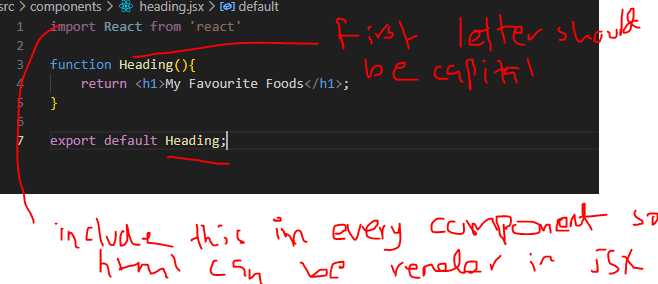 src > components > heading.jsx > default
1 import React from 'react'
2
3 function Heading(){
4 return <h1>My Favourite Foods</h1>;
5 }
6
7 export default Heading;
first letter should
be capital
include this in every component so
html can be render in JSX